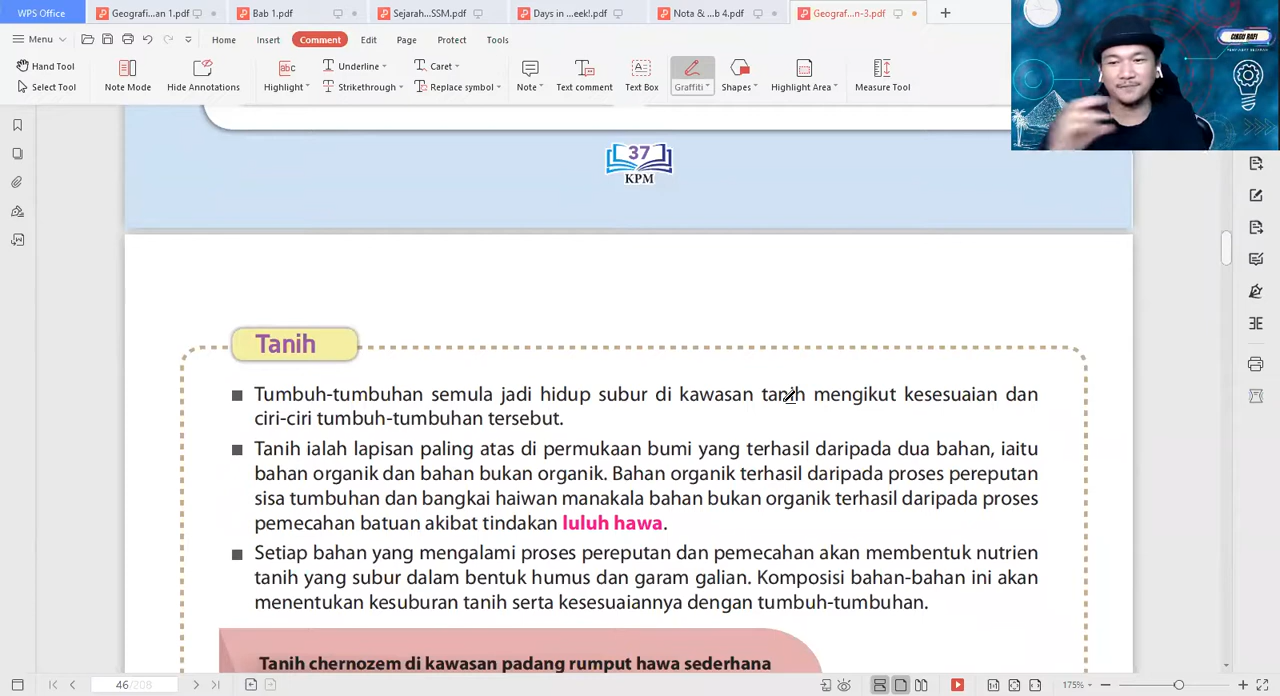 WPS Office
Geografi...an 1.pdf
Bab 1.pdf
Sejarah...SSM.pdf
Days in ...eek!.pdf
Nota & ...b 4.pdf
Geograf...n-3.pdf
Menu
Home
Insert
Comment
Edit
Page
Protect
Tools
CIKGU RAFI
Hand Tool
Select Tool
Note Mode
Hide Annotations
Highlight
Underline
Strikethrough
Caret
Replace symbol
Note
Text comment
Text Box
Graffiti
Shapes
Highlight Area
Measure Tool
37
KPM
Tanih
Tumbuh-tumbuhan semula jadi hidup subur di kawasan tanih mengikut kesesuaian dan
ciri-ciri tumbuh-tumbuhan tersebut.
Tanih ialah lapisan paling atas di permukaan bumi yang terhasil daripada dua bahan, iaitu
bahan organik dan bahan bukan organik. Bahan organik terhasil daripada proses pereputan
sisa tumbuhan dan bangkai haiwan manakala bahan bukan organik terhasil daripada proses
pemecahan batuan akibat tindakan luluh hawa.
Setiap bahan yang mengalami proses pereputan dan pemecahan akan membentuk nutrien
tanih yang subur dalam bentuk humus dan garam galian. Komposisi bahan-bahan ini akan
menentukan kesuburan tanih serta kesesuaiannya dengan tumbuh-tumbuhan.
Tanih chernozem di kawasan padang rumput hawa sederhana
46/208
175%